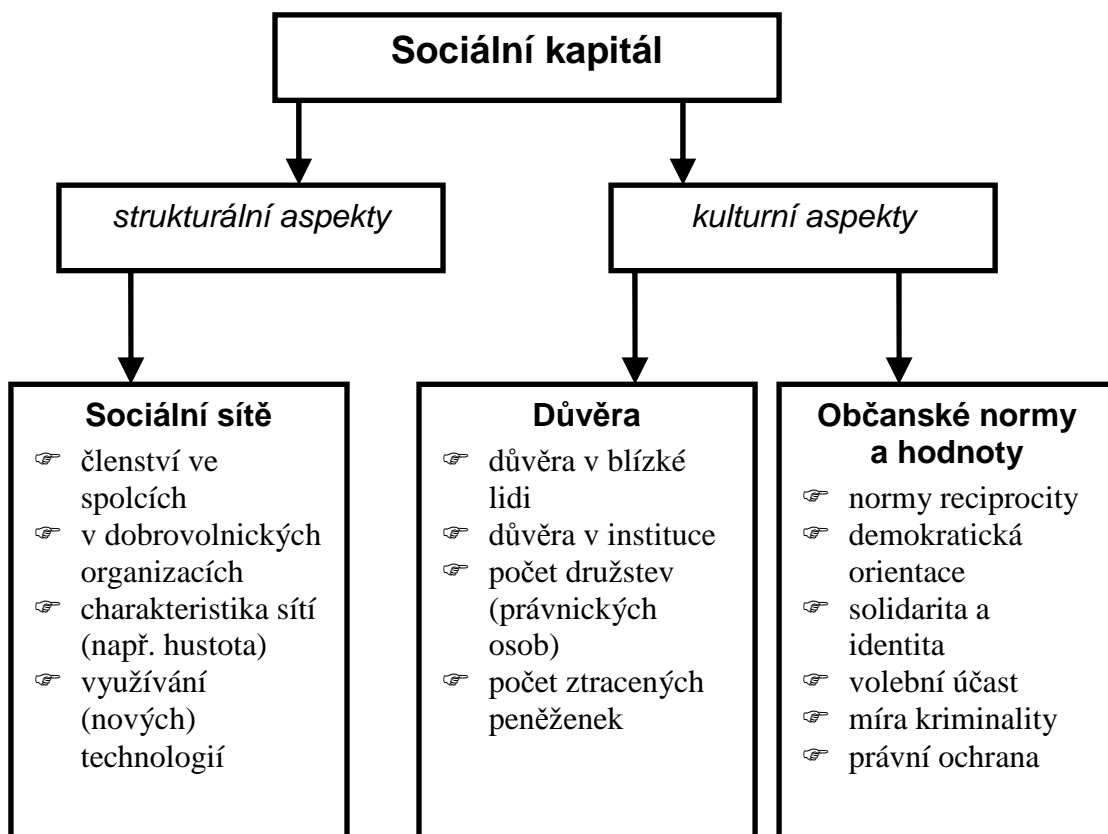 Sociální kapitál
strukturální aspekty
kulturní aspekty
Sociální sítě
☞ členství ve
spolcích
☞ v dobrovolnických
organizacích
☞ charakteristika sítí
(např. hustota)
☞ využívání
(nových)
technologií
Důvěra
☞ důvěra v blízké
lidi
☞ důvěra v instituce
☞ počet družstev
(právnických
osob)
☞ počet ztracených
peněženek
Občanské normy
a hodnoty
☞ normy reciprocity
☞ demokratická
orientace
☞ solidarita a
identita
☞ volební účast
☞ míra kriminality
☞ právní ochrana